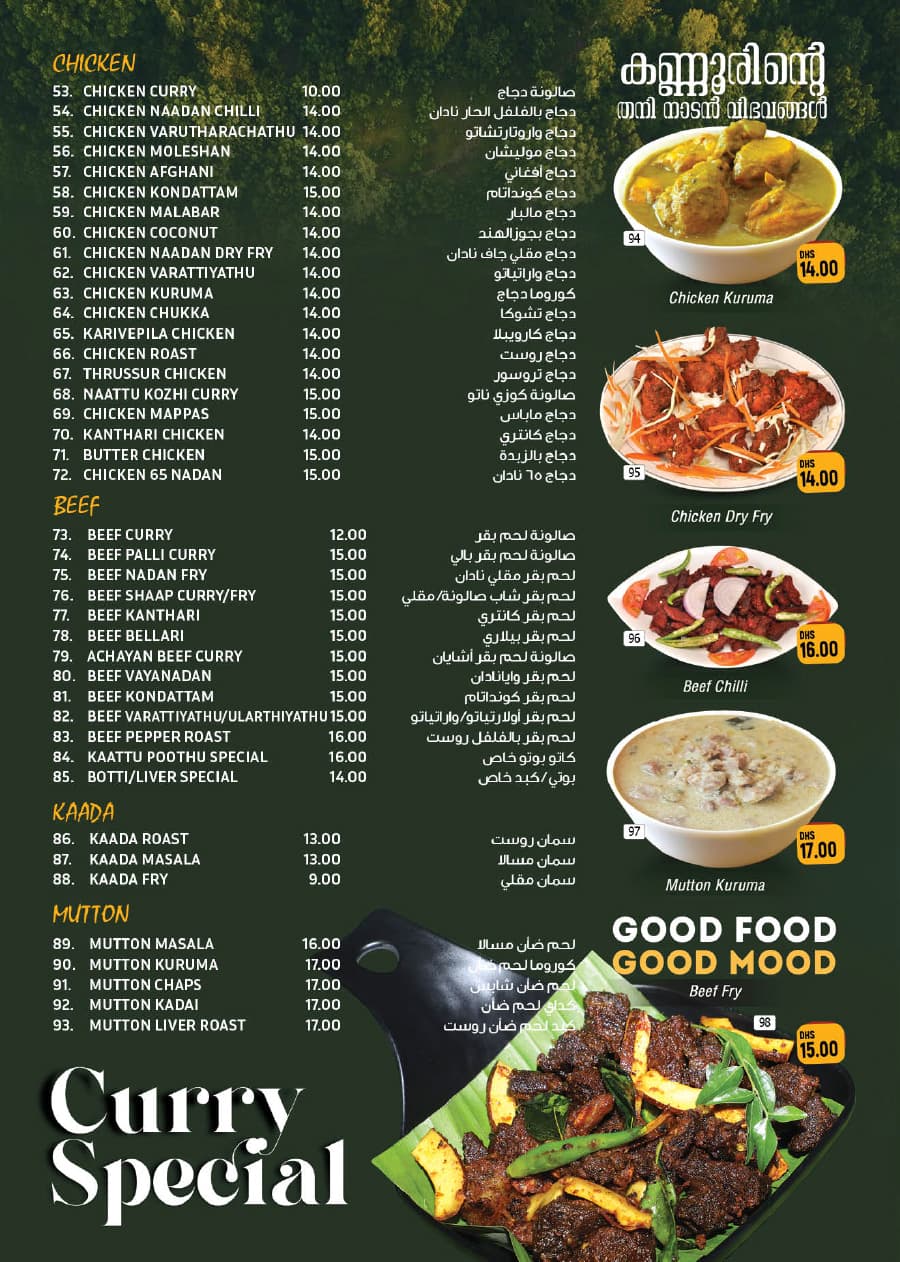 CHICKEN
53. CHICKEN CURRY 10.00 صالونة دجاج
54. CHICKEN NAADAN CHILLI 14.00 دجاج بالفلفل الحار نادان
55. CHICKEN VARUTHARACHATHU 14.00 دجاج واروتارتشاتو
56. CHICKEN MOLESHAN 14.00 دجاج موليشان
57. CHICKEN AFGHANI 14.00 دجاج أفغاني
58. CHICKEN KONDATTAM 15.00 دجاج كونداتام
59. CHICKEN MALABAR 14.00 دجاج مالبار
60. CHICKEN COCONUT 14.00 دجاج بجوزالهند
61. CHICKEN NAADAN DRY FRY 14.00 دجاج مقلي جاف نادان
62. CHICKEN VARATTIYATHU 14.00 دجاج واراتياتو
63. CHICKEN KURUMA 14.00 كوروما دجاج
64. CHICKEN CHUKKA 14.00 دجاج تشوكا
65. KARIVEPILA CHICKEN 14.00 دجاج كارويبلا
66. CHICKEN ROAST 14.00 دجاج روست
67. THRUSSUR CHICKEN 14.00 دجاج تروسور
68. NAATTU KOZHI CURRY 15.00 صالونة كوزي ناتو
69. CHICKEN MAPPAS 15.00 دجاج ماباس
70. KANTHARI CHICKEN 14.00 دجاج كانتري
71. BUTTER CHICKEN 15.00 دجاج بالزبدة
72. CHICKEN 65 NADAN 15.00 دجاج ٦٥ نادان
BEEF
73. BEEF CURRY 12.00 صالونة لحم بقر
74. BEEF PALLI CURRY 15.00 صالونة لحم بقر بالي
75. BEEF NADAN FRY 15.00 لحم بقر مقلي نادان
76. BEEF SHAAP CURRY/FRY 15.00 لحم بقر شاب صالونة/مقلي
77. BEEF KANTHARI 15.00 لحم بقر كانتري
78. BEEF BELLARI 15.00 لحم بقر بيلاري
79. ACHAYAN BEEF CURRY 15.00 صالونة لحم بقر أشايان
80. BEEF VAYANADAN 15.00 لحم بقر وايانادان
81. BEEF KONDATTAM 15.00 لحم بقر كونداتام
82. BEEF VARATTIYATHU/ULARTHIYATHU 15.00 لحم بقر أولارتياتو/واراتياتو
83. BEEF PEPPER ROAST 16.00 لحم بقر بالفلفل روست
84. KAATTU POOTHU SPECIAL 16.00 كاتو بوتو خاص
85. BOTTI/LIVER SPECIAL 14.00 بوتي/كبد خاص
KAADA
86. KAADA ROAST 13.00 سمان روست
87. KAADA MASALA 13.00 سمان مسالا
88. KAADA FRY 9.00 سمان مقلي
MUTTON
89. MUTTON MASALA 16.00 لحم ضأن مسالا
90. MUTTON KURUMA 17.00 كوروما لحم ضأن
91. MUTTON CHAPS 17.00 لحم ضأن شابس
92. MUTTON KADAI 17.00 كداي لحم ضأن
93. MUTTON LIVER ROAST 17.00 كبد لحم ضأن روست
Curry
Special
കണ്ണൂരിന്റെ
തനി നാടൻ വിഭവങ്ങൾ
94
DHS
14.00
Chicken Kuruma
95
DHS
14.00
Chicken Dry Fry
96
DHS
16.00
Beef Chilli
97
DHS
17.00
Mutton Kuruma
GOOD FOOD
GOOD MOOD
Beef Fry
98
DHS
15.00